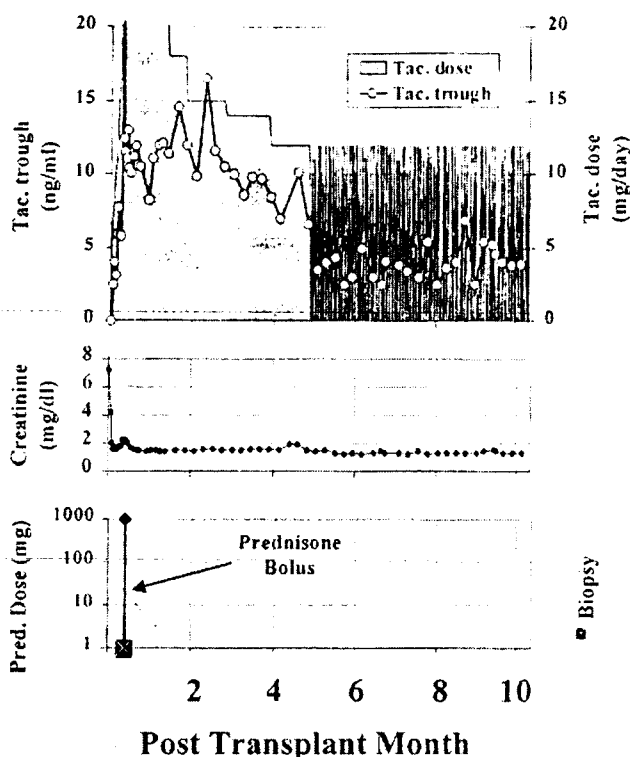 20
15
10
5
0
Tac. trough
(ng/ml)
Tac. dose
Tac. trough
20
15
10
5
0
Tac. dose
(mg/day)
8
6
4
2
0
Creatinine
(mg/dl)
1000
100
10
1
Pred. Dose (mg)
Prednisone
Bolus
Biopsy
2 4 6 8 10
Post Transplant Month